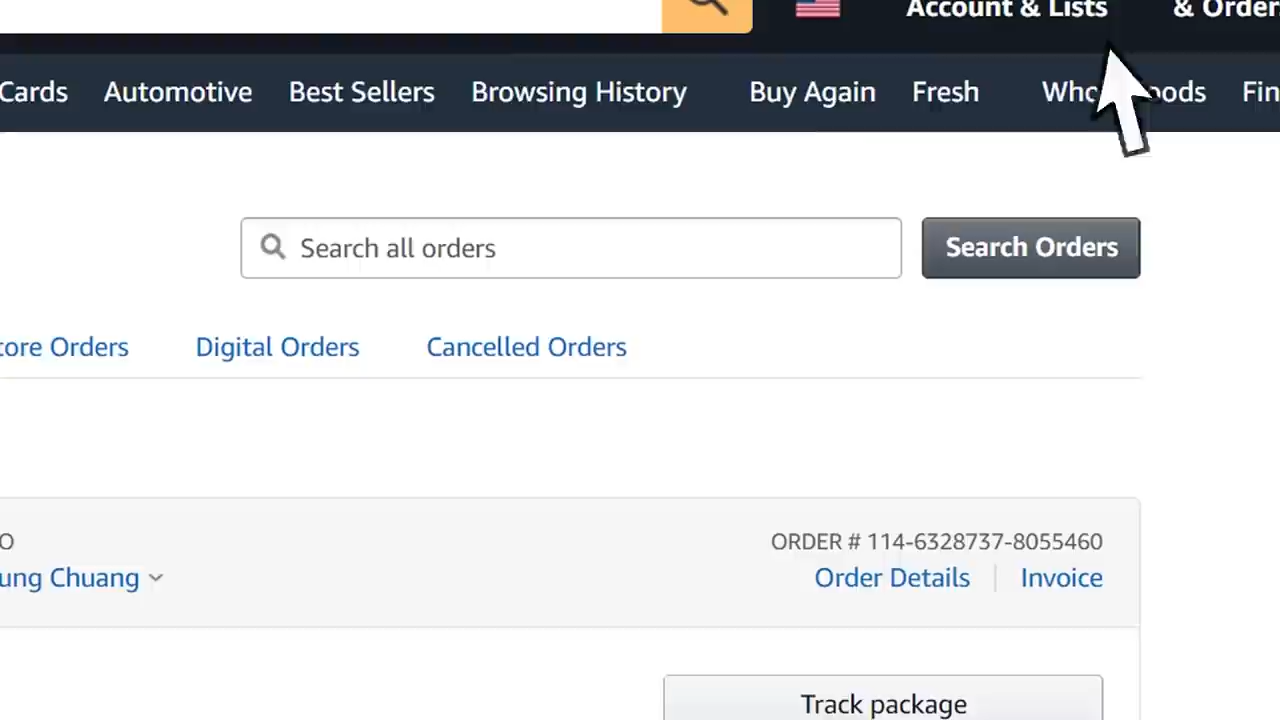 Account & Lists & Order
Cards Automotive Best Sellers Browsing History Buy Again Fresh Fin
Search all orders Search Orders
tore Orders Digital Orders Cancelled Orders
O ORDER # 114-6328737-8055460
ung Chuang Order Details Invoice
Track package